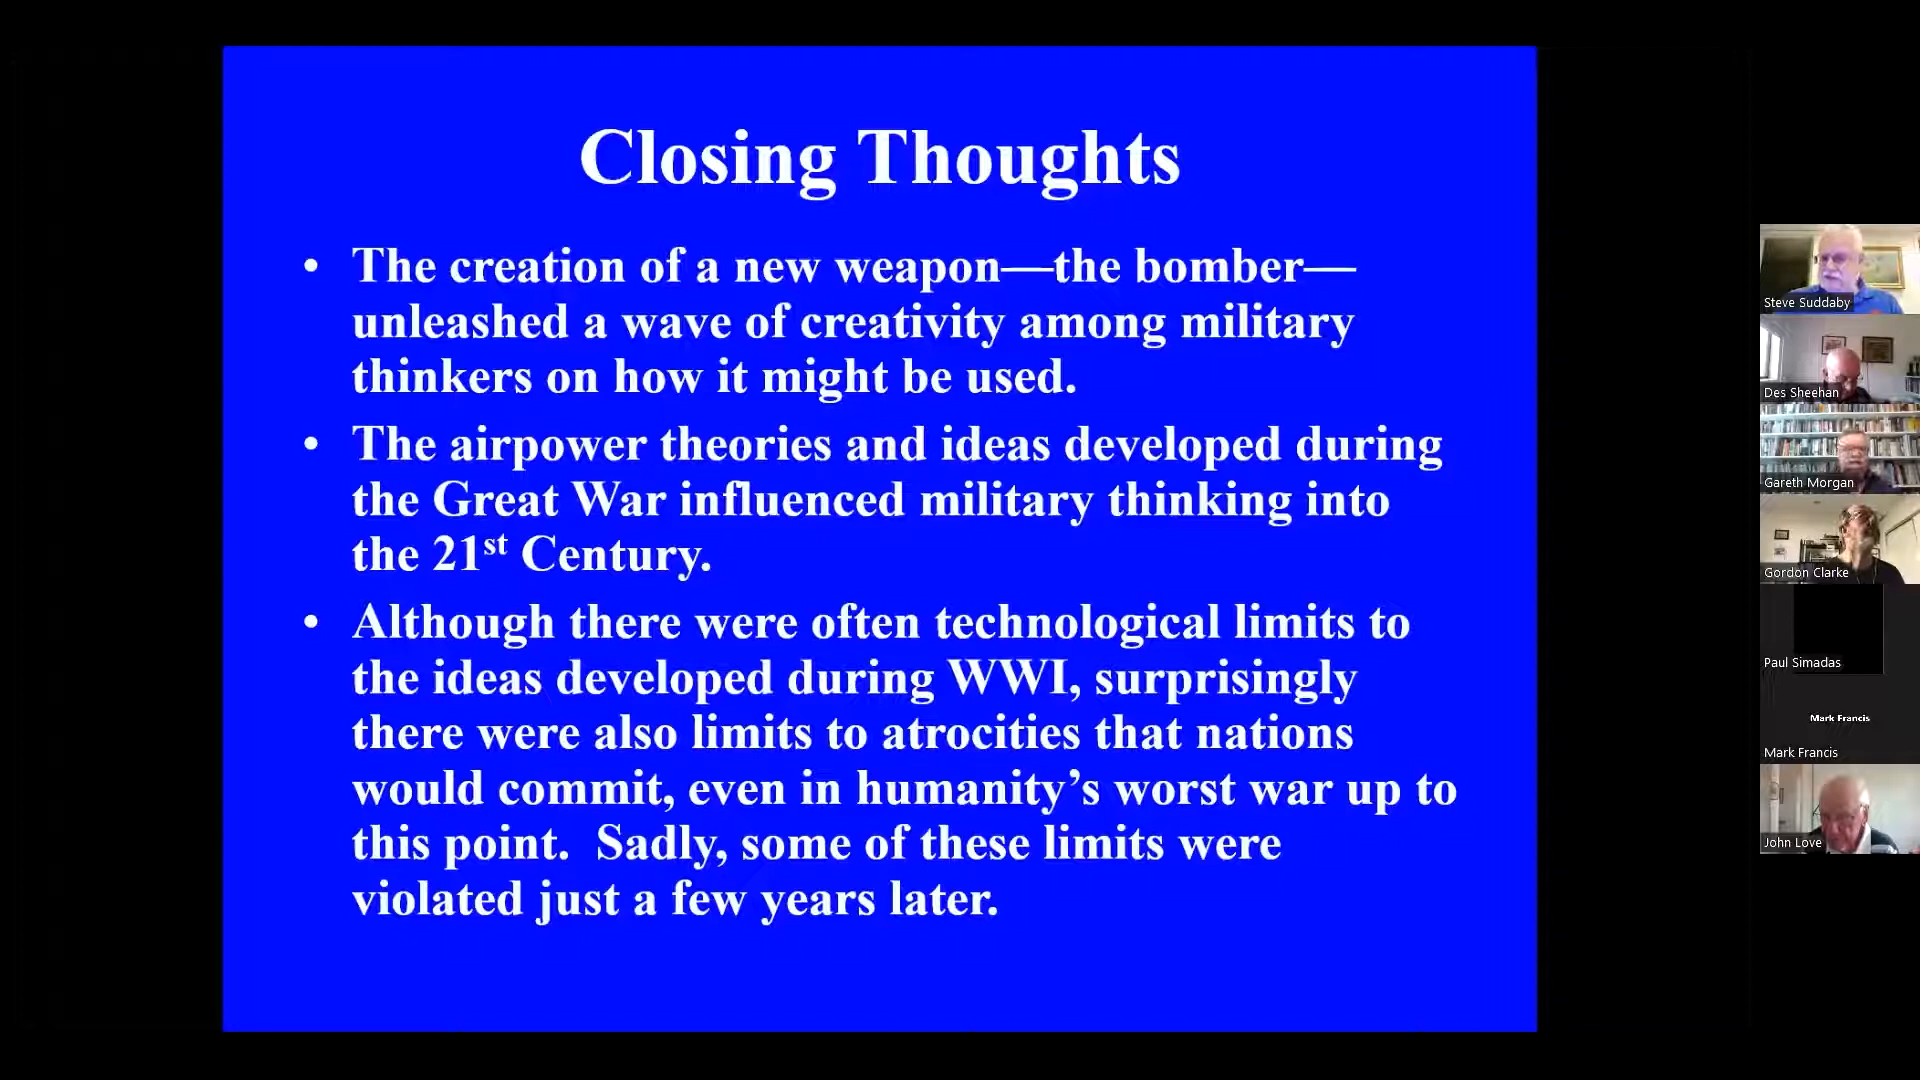 Closing Thoughts
• The creation of a new weapon—the bomber—
unleashed a wave of creativity among military
thinkers on how it might be used.
• The airpower theories and ideas developed during
the Great War influenced military thinking into
the 21st Century.
• Although there were often technological limits to
the ideas developed during WWI, surprisingly
there were also limits to atrocities that nations
would commit, even in humanity’s worst war up to
this point.  Sadly, some of these limits were
violated just a few years later.
Steve Suddaby
Des Sheehan
Gareth Morgan
Gordon Clarke
Paul Simadas
Mark Francis
Mark Francis
John Love